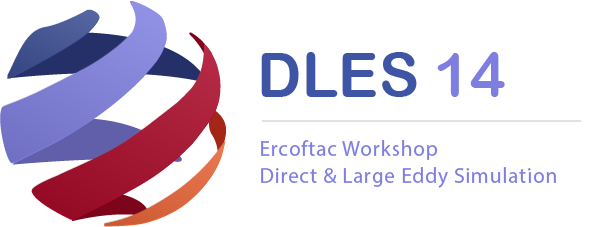 DLES 14
Ercoftac Workshop
Direct & Large Eddy Simulation